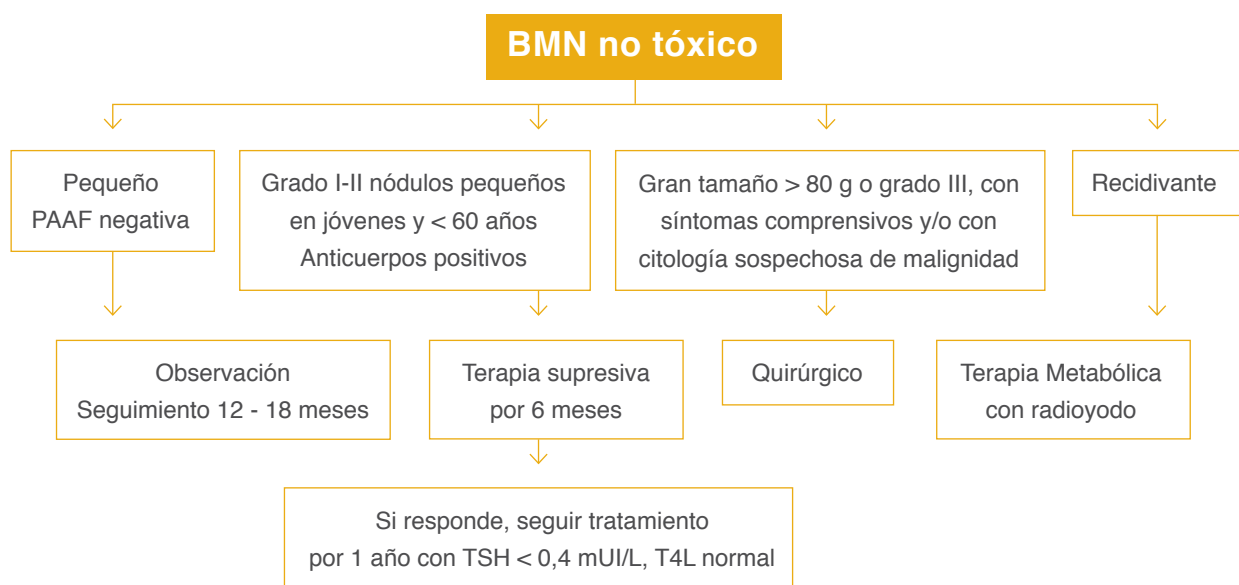 BMN no tóxico
Pequeño
PAAF negativa
Grado I-II nódulos pequeños
en jóvenes y < 60 años
Anticuerpos positivos
Gran tamaño > 80 g o grado III, con
síntomas comprensivos y/o con
citología sospechosa de malignidad
Recidivante
Observación
Seguimiento 12 - 18 meses
Terapia supresiva
por 6 meses
Quirúrgico
Terapia Metabólica
con radioyodo
Si responde, seguir tratamiento
por 1 año con TSH < 0,4 mUI/L, T4L normal